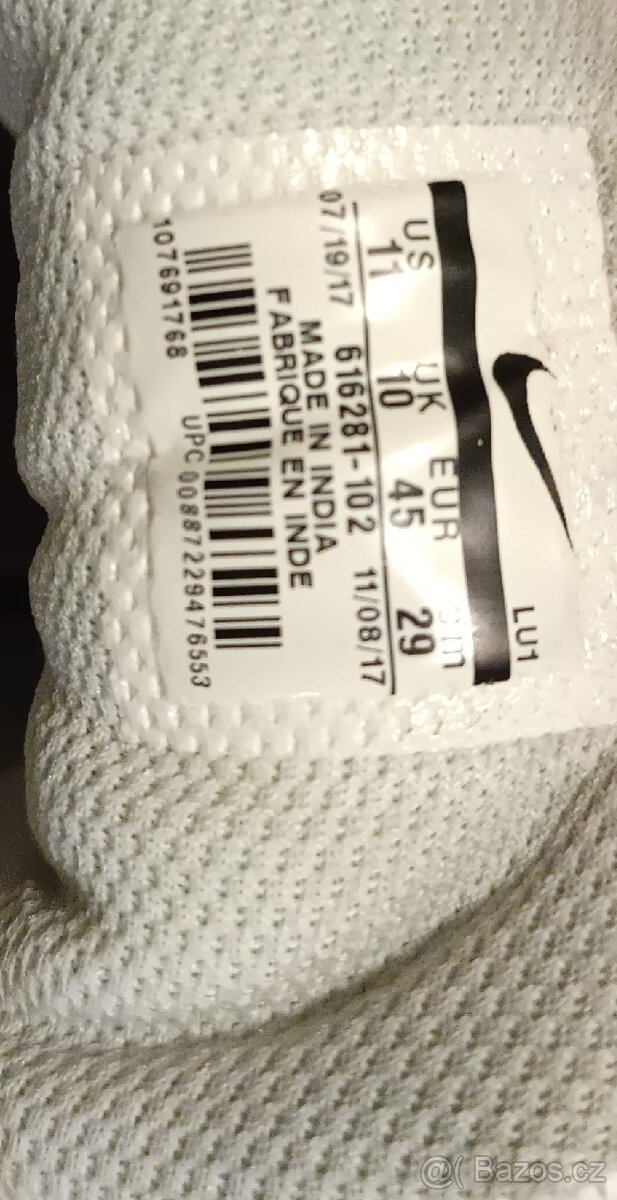 LU1
US UK EUR cm
11 10 45 29
07/19/17 616281-102 11/08/17
MADE IN INDIA
FABRIQUE EN INDE
107691768 UPC 00887229476553
@( Bazoš.cz